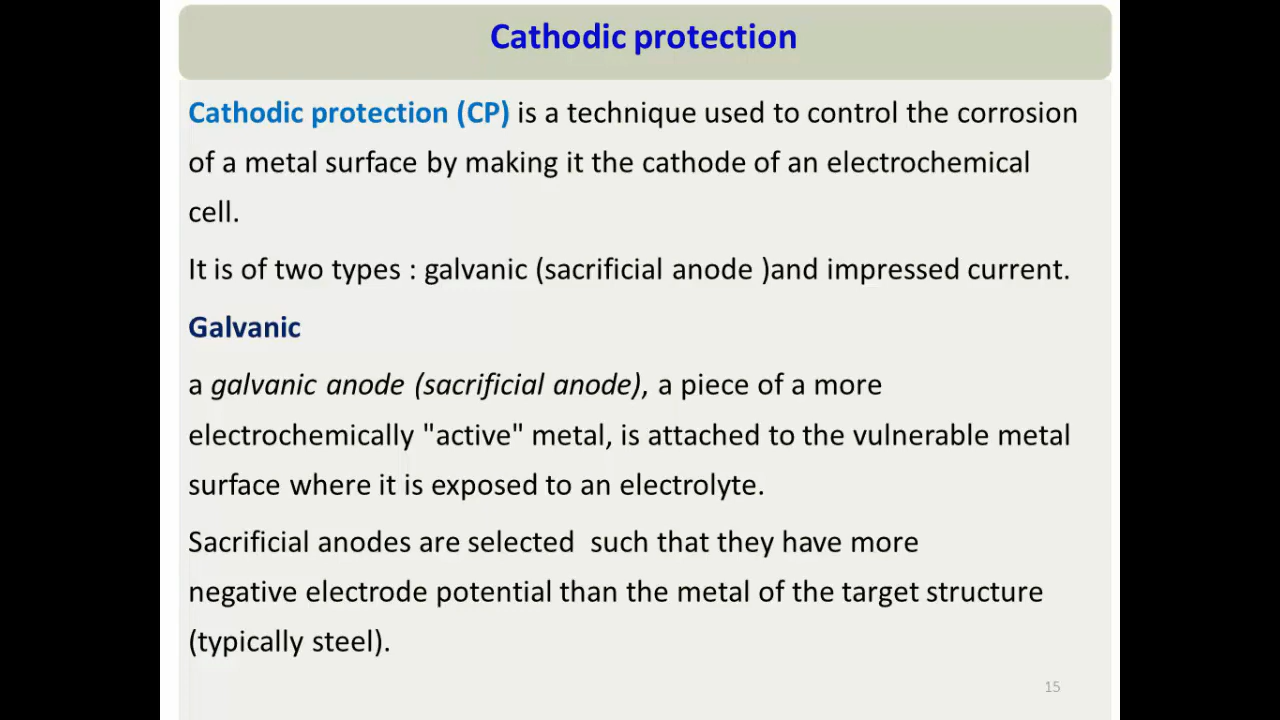 Cathodic protection
Cathodic protection (CP) is a technique used to control the corrosion
of a metal surface by making it the cathode of an electrochemical
cell.
It is of two types : galvanic (sacrificial anode )and impressed current.
Galvanic
a galvanic anode (sacrificial anode), a piece of a more
electrochemically "active" metal, is attached to the vulnerable metal
surface where it is exposed to an electrolyte.
Sacrificial anodes are selected  such that they have more
negative electrode potential than the metal of the target structure
(typically steel).
15